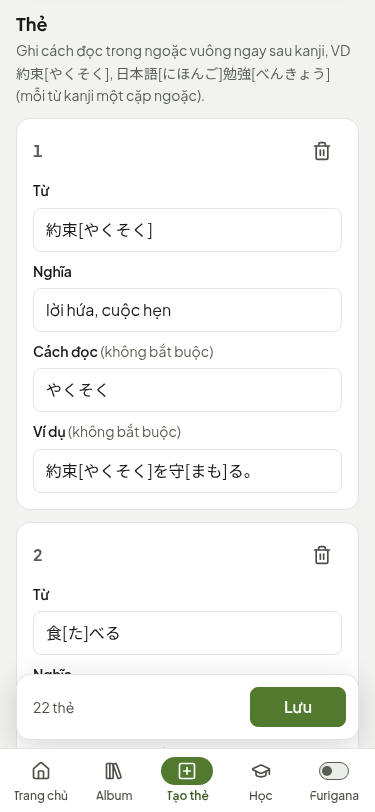 Thẻ
Ghi cách đọc trong ngoặc vuông ngay sau kanji, VD
約束[やくそく], 日本語[にほんご]勉強[べんきょう]
(mỗi từ kanji một cặp ngoặc).
1
Từ
約束[やくそく]
Nghĩa
lời hứa, cuộc hẹn
Cách đọc (không bắt buộc)
やくそく
Ví dụ (không bắt buộc)
約束[やくそく]を守[まも]る。
2
Từ
食[た]べる
Nghĩa
22 thẻ
Lưu
Trang chủ
Album
Tạo thẻ
Học
Furigana